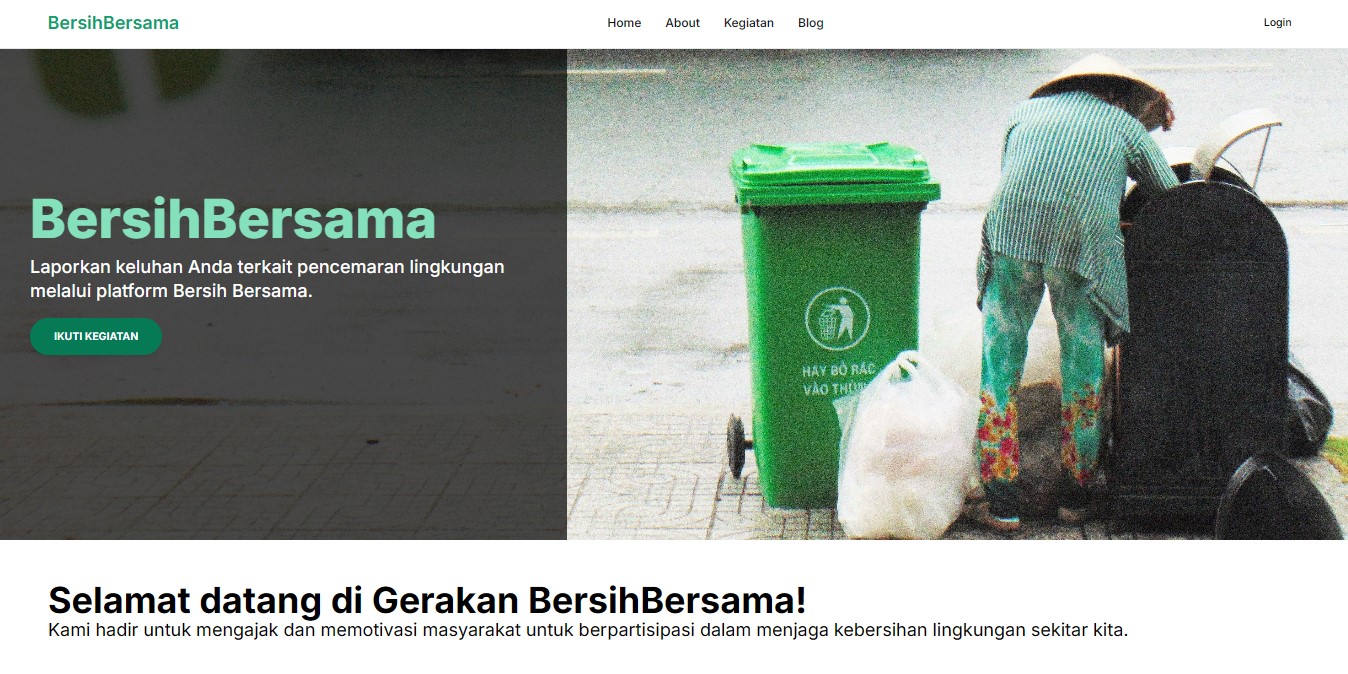 BersihBersama
Home About Kegiatan Blog
Login
BersihBersama
Laporkan keluhan Anda terkait pencemaran lingkungan
melalui platform Bersih Bersama.
IKUTI KEGIATAN
HÃY BỎ RÁC
VÀO THÙNG
Selamat datang di Gerakan BersihBersama!
Kami hadir untuk mengajak dan memotivasi masyarakat untuk berpartisipasi dalam menjaga kebersihan lingkungan sekitar kita.